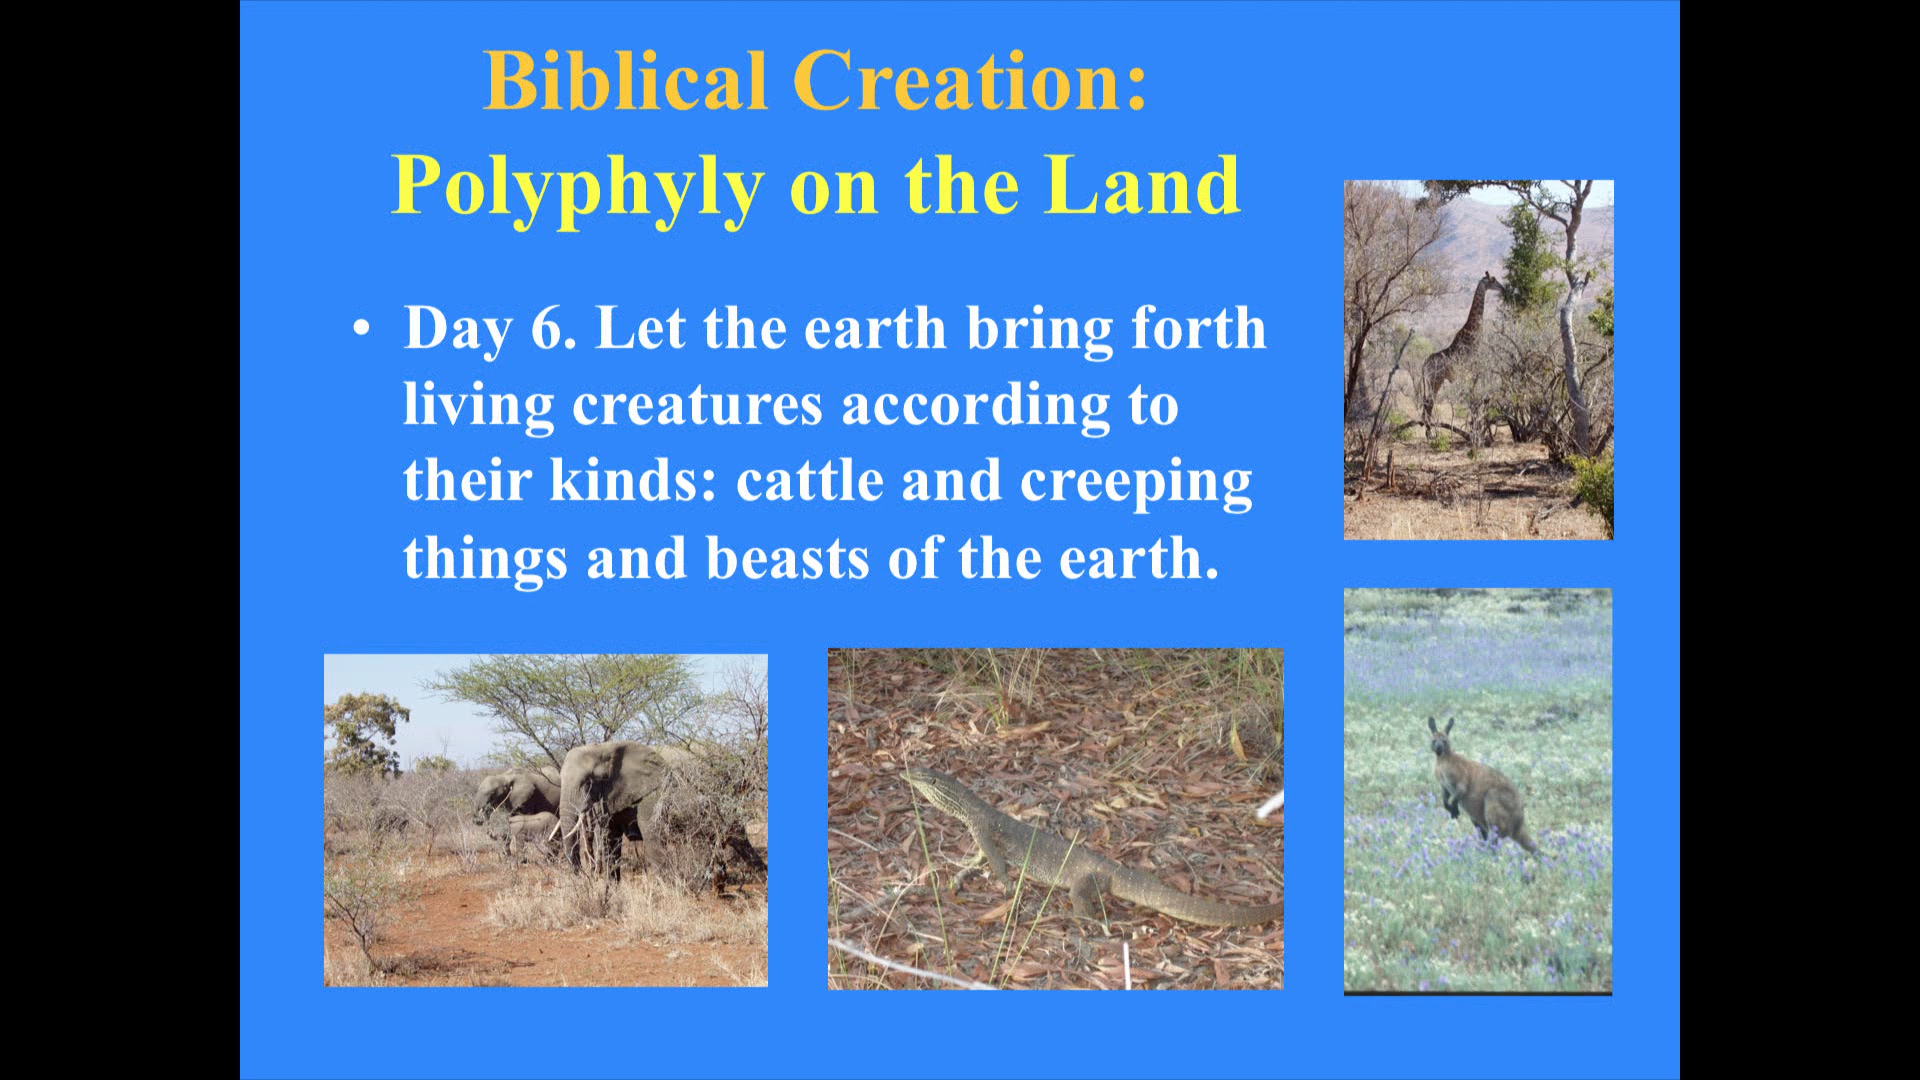 Biblical Creation:
Polyphyly on the Land
• Day 6. Let the earth bring forth
living creatures according to
their kinds: cattle and creeping
things and beasts of the earth.